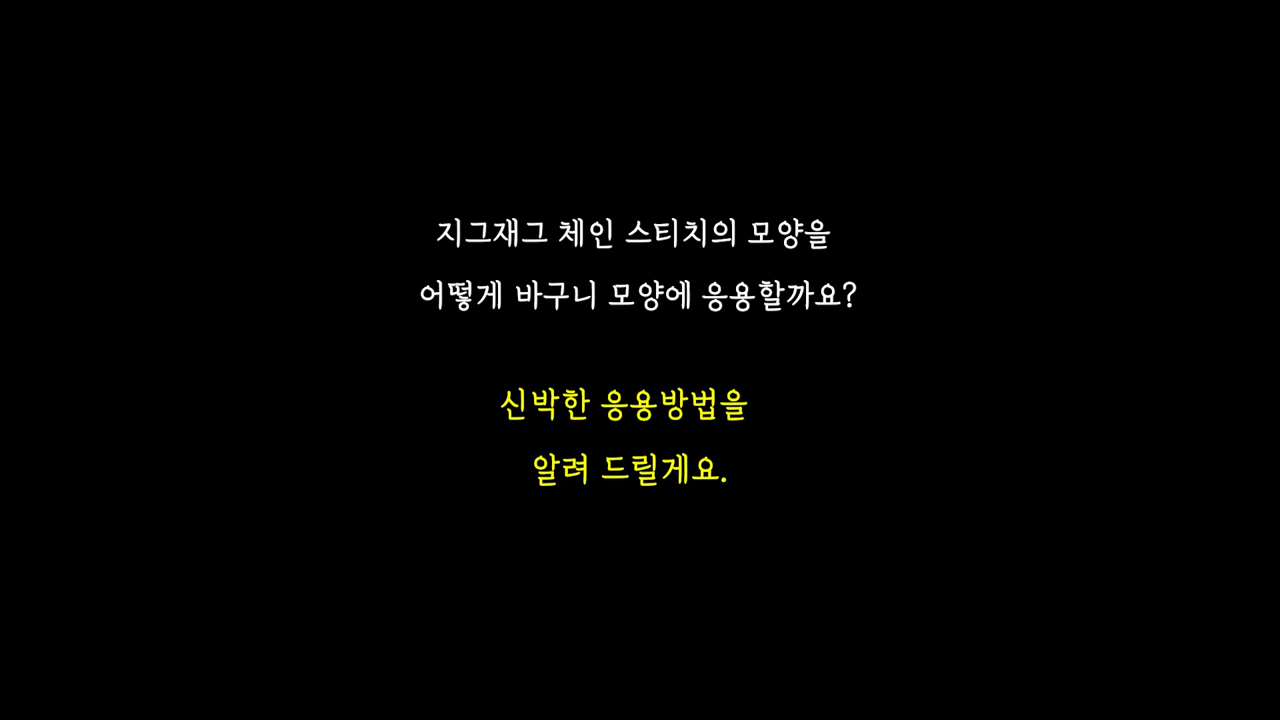 지그재그 체인 스티치의 모양을
어떻게 바구니 모양에 응용할까요?
신박한 응용방법을
알려 드릴게요.